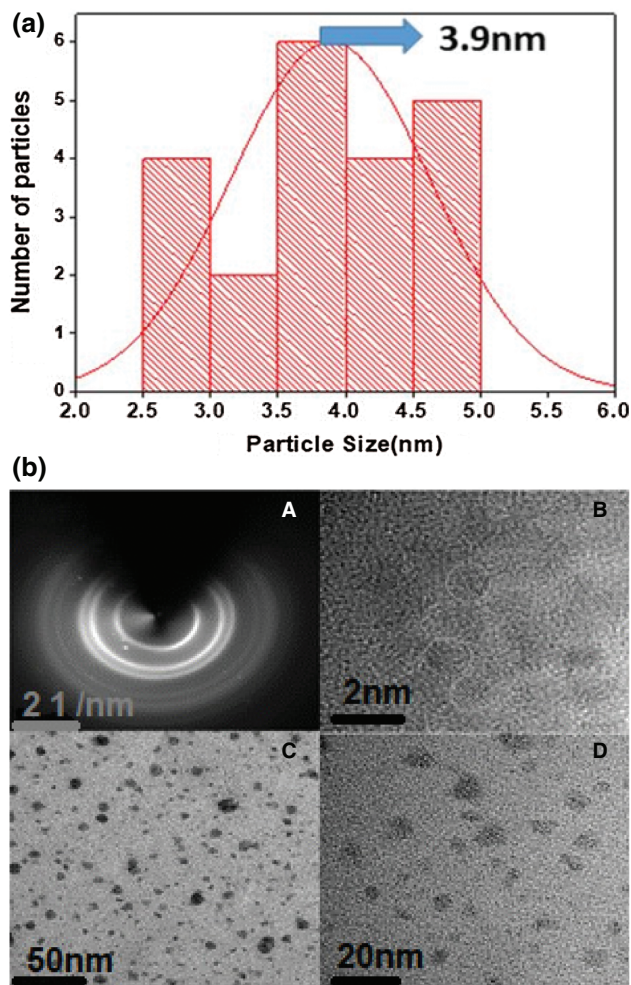 (a)
6
3.9nm
5
4
3
2
1
0
Number of particles
2.0 2.5 3.0 3.5 4.0 4.5 5.0 5.5 6.0
Particle Size(nm)
(b)
A
B
2 1/nm
2nm
C
D
50nm
20nm